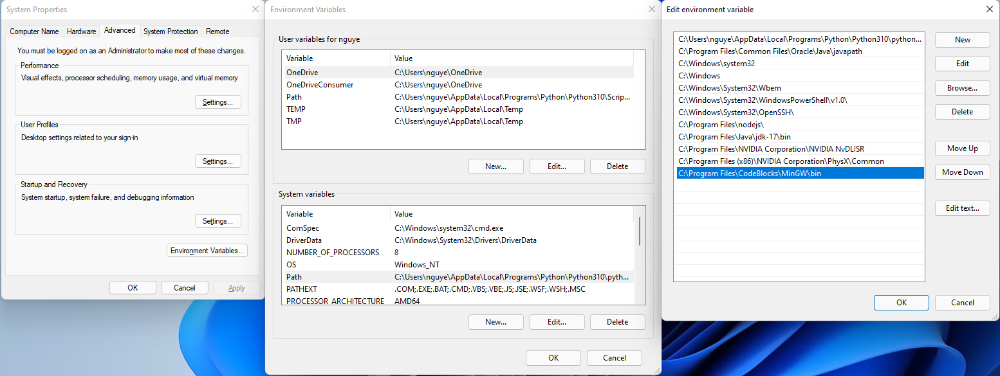 System Properties
Computer Name Hardware Advanced System Protection Remote
You must be logged on as an Administrator to make most of these changes.
Performance
Visual effects, processor scheduling, memory usage, and virtual memory
Settings...
User Profiles
Desktop settings related to your sign-in
Settings...
Startup and Recovery
System startup, system failure, and debugging information
Settings...
Environment Variables...
OK Cancel Apply
Environment Variables
User variables for nguye
Variable Value
OneDrive C:\Users\nguye\OneDrive
OneDriveConsumer C:\Users\nguye\OneDrive
Path C:\Users\nguye\AppData\Local\Programs\Python\Python310\Scrip...
TEMP C:\Users\nguye\AppData\Local\Temp
TMP C:\Users\nguye\AppData\Local\Temp
New... Edit... Delete
System variables
Variable Value
ComSpec C:\Windows\system32\cmd.exe
DriverData C:\Windows\System32\Drivers\DriverData
NUMBER_OF_PROCESSORS 8
OS Windows_NT
Path C:\Users\nguye\AppData\Local\Programs\Python\Python310\pyth...
PATHEXT .COM;.EXE;.BAT;.CMD;.VBS;.VBE;.JS;.JSE;.WSF;.WSH;.MSC
PROCESSOR_ARCHITECTURE AMD64
New... Edit... Delete
OK Cancel
Edit environment variable
C:\Users\nguye\AppData\Local\Programs\Python\Python310\python...
C:\Program Files\Common Files\Oracle\Java\javapath
C:\Windows\system32
C:\Windows
C:\Windows\System32\Wbem
C:\Windows\System32\WindowsPowerShell\v1.0\
C:\Windows\System32\OpenSSH\
C:\Program Files\nodejs\
C:\Program Files\Java\jdk-17\bin
C:\Program Files\NVIDIA Corporation\NVIDIA NvDLISR
C:\Program Files (x86)\NVIDIA Corporation\PhysX\Common
C:\Program Files\CodeBlocks\MinGW\bin
New
Edit
Browse...
Delete
Move Up
Move Down
Edit text...
OK Cancel